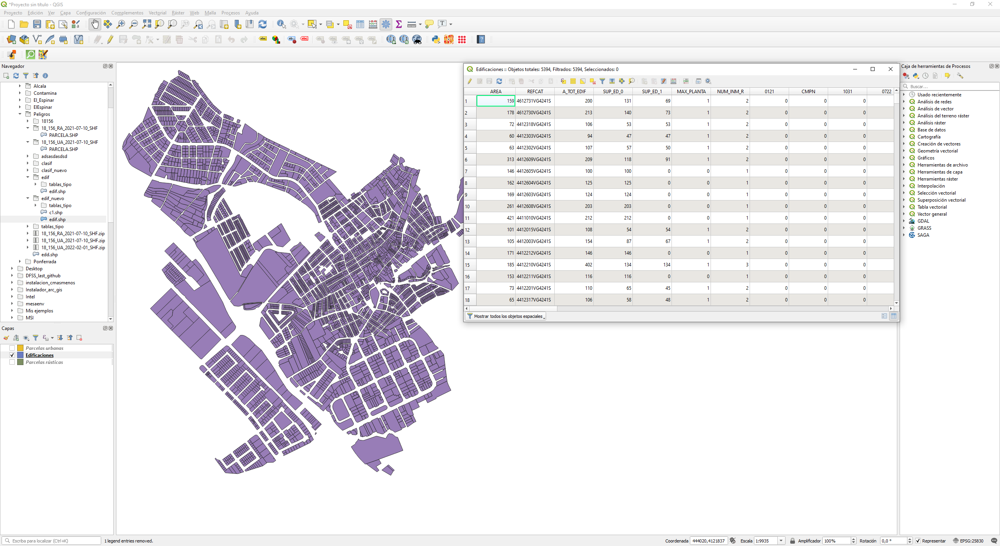 *Proyecto sin título - QGIS
Proyecto Edición Ver Capa Configuración Complementos Vectorial Ráster Web Malla Procesos Ayuda
Navegador
Alcala
Contamina
El_Espinar
ElEspinar
Peligros
18156
18_156_RA_2021-07-10_SHF
PARCELA.SHP
18_156_UA_2021-07-10_SHF
PARCELA.SHP
adsasdasdsd
clasif
clasif_nuevo
edif
tablas_tipo
edif.shp
edif_nuevo
tablas_tipo
c1.shp
edif.shp
tablas_tipo
18_156_RA_2021-07-10_SHF.zip
18_156_UA_2021-07-10_SHF.zip
18_156_UA_2022-02-01_SHF.zip
edd.shp
Ponferrada
Desktop
DFSS_last_github
instalacion_cmasmenos
Instalador_arc_gis
Intel
mesaenv
Mis ejemplos
MSI
Capas
Parcelas urbanas
Edificaciones
Parcelas rústicas
Edificaciones :: Objetos totales: 5394, Filtrados: 5394, Seleccionados: 0
AREA REFCAT A_TOT_EDIF SUP_ED_0 SUP_ED_1 MAX_PLANTA NUM_INM_R 0121 CMPN 1031 0722
1 159 4612731VG4241S 200 131 69 1 2 0 0 0 0
2 178 4612730VG4241S 213 140 73 1 2 0 0 0 0
3 72 4412318VG4241S 106 53 53 1 2 0 0 0 0
4 60 4412303VG4241S 94 47 47 1 2 0 0 0 0
5 63 4412302VG4241S 107 57 50 1 2 0 0 0 0
6 313 4412609VG4241S 209 118 91 1 2 0 0 0 0
7 146 4412605VG4241S 100 100 0 0 1 0 0 0 0
8 162 4412604VG4241S 125 125 0 0 1 0 0 0 0
9 169 4412603VG4241S 124 124 0 0 1 0 0 0 0
10 261 4412608VG4241S 203 203 0 0 1 0 0 0 0
11 421 4411010VG4241S 212 212 0 0 1 0 0 0 0
12 101 4412015VG4241S 108 54 54 1 2 0 0 0 0
13 105 4412003VG4241S 154 87 67 1 2 0 0 0 0
14 171 4412212VG4241S 146 146 0 0 1 0 0 0 0
15 185 4412210VG4241S 402 134 134 1 3 0 0 0 0
16 153 4412211VG4241S 116 116 0 0 1 0 0 0 0
17 73 4412201VG4241S 110 65 45 1 2 0 0 0 0
18 65 4412317VG4241S 106 58 48 1 2 0 0 0 0
Mostrar todos los objetos espaciales
Caja de herramientas de Procesos
Buscar...
Usado recientemente
Análisis de redes
Análisis de vector
Análisis del terreno ráster
Análisis ráster
Base de datos
Cartografía
Creación de vectores
Geometría vectorial
Gráficos
Herramientas de archivo
Herramientas de capa
Herramientas ráster
Interpolación
Selección vectorial
Superposición vectorial
Tabla vectorial
Vector general
GDAL
GRASS
SAGA
Escriba para localizar (Ctrl+K) 1 legend entries removed. Coordenada 444020,4121837 Escala 1:9935 Amplificador 100% Rotación 0,0 ° Representar EPSG:25830